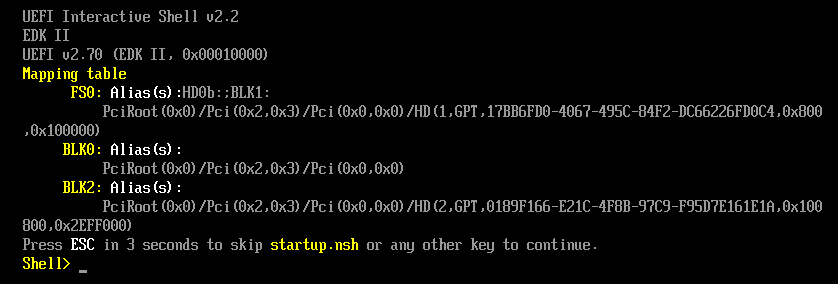 UEFI Interactive Shell v2.2
EDK II
UEFI v2.70 (EDK II, 0x00010000)
Mapping table
FS0: Alias(s):HD0b:;BLK1:
PciRoot(0x0)/Pci(0x2,0x3)/Pci(0x0,0x0)/HD(1,GPT,17BB6FD0-4067-495C-84F2-DC66226FD0C4,0x800
,0x100000)
BLK0: Alias(s):
PciRoot(0x0)/Pci(0x2,0x3)/Pci(0x0,0x0)
BLK2: Alias(s):
PciRoot(0x0)/Pci(0x2,0x3)/Pci(0x0,0x0)/HD(2,GPT,0189F166-E21C-4F8B-97C9-F95D7E161E1A,0x100
800,0x2EFF000)
Press ESC in 3 seconds to skip startup.nsh or any other key to continue.
Shell> _